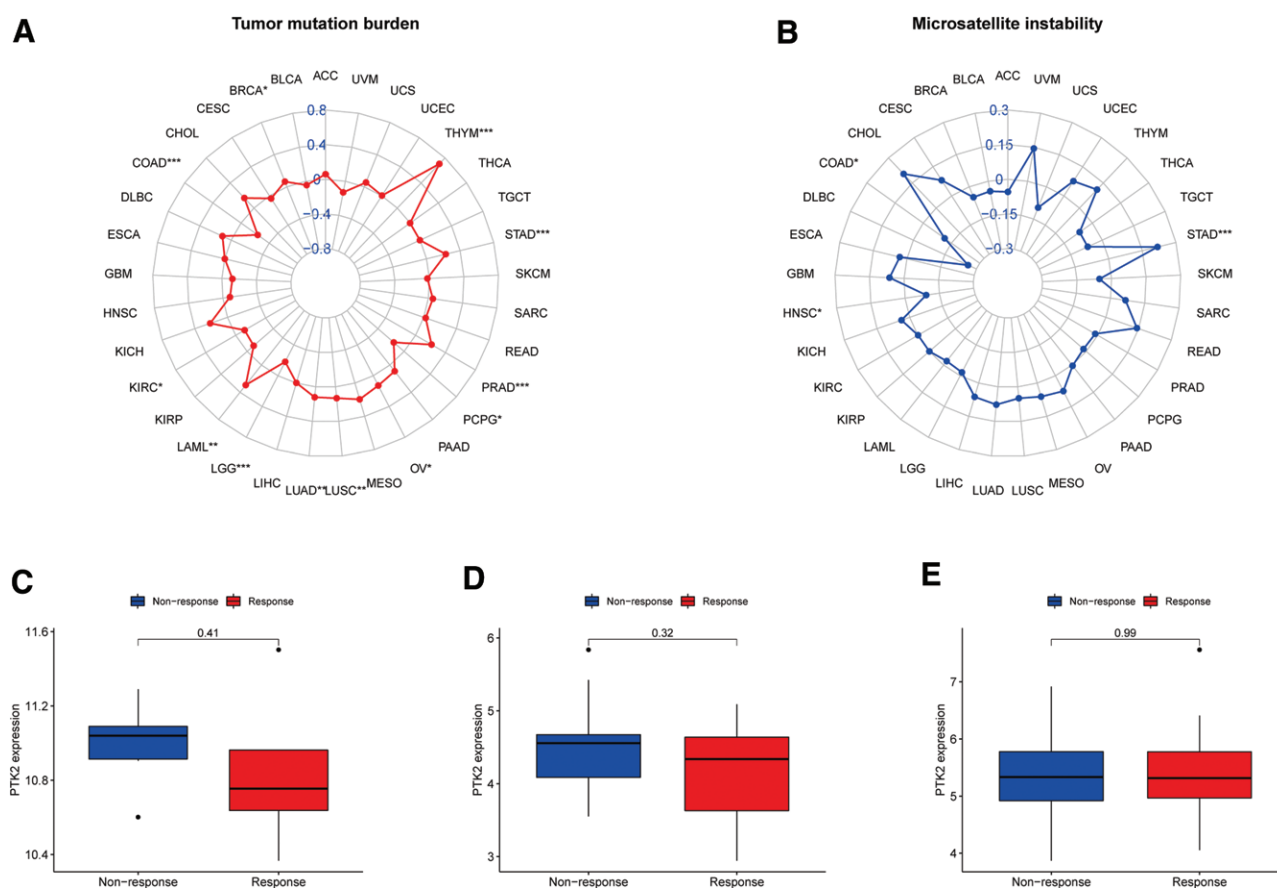 A
Tumor mutation burden
ACC
UVM
UCS
UCEC
THYM***
THCA
TGCT
STAD***
SKCM
SARC
READ
PRAD***
PCPG*
PAAD
OV*
MESO
LUSC**
LUAD**
LIHC
LGG***
LAML**
KIRP
KIRC*
KICH
HNSC
GBM
ESCA
DLBC
COAD***
CHOL
CESC
BRCA*
BLCA
0.8
0.4
0
−0.4
−0.8
B
Microsatellite instability
ACC
UVM
UCS
UCEC
THYM
THCA
TGCT
STAD***
SKCM
SARC
READ
PRAD
PCPG
PAAD
OV
MESO
LUSC
LUAD
LIHC
LGG
LAML
KIRP
KIRC
KICH
HNSC*
GBM
ESCA
DLBC
COAD*
CHOL
CESC
BRCA
BLCA
0.3
0.15
0
−0.15
−0.3
C
Non−response Response
0.41
PTK2 expression
11.6
11.2
10.8
10.4
Non−response Response
D
Non−response Response
0.32
PTK2 expression
6
5
4
3
Non−response Response
E
Non−response Response
0.99
PTK2 expression
7
6
5
4
Non−response Response